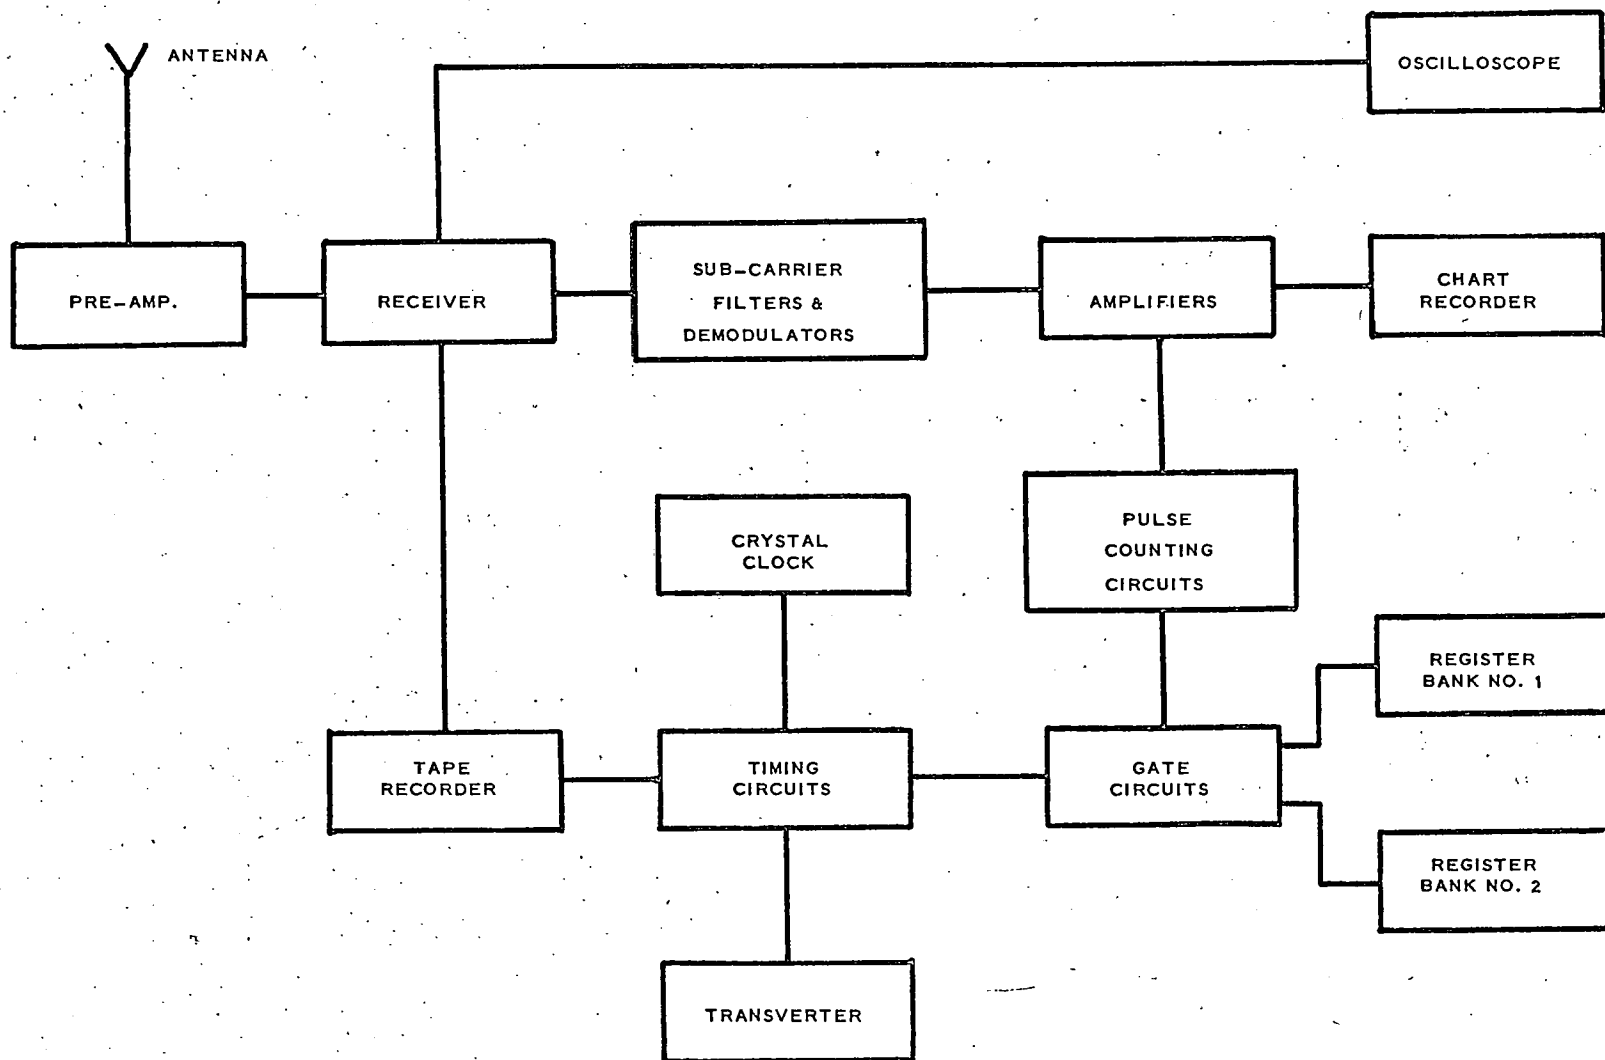 ANTENNA
OSCILLOSCOPE
PRE-AMP.
RECEIVER
SUB-CARRIER
FILTERS &
DEMODULATORS
AMPLIFIERS
CHART
RECORDER
CRYSTAL
CLOCK
PULSE
COUNTING
CIRCUITS
REGISTER
BANK NO. 1
TAPE
RECORDER
TIMING
CIRCUITS
GATE
CIRCUITS
REGISTER
BANK NO. 2
TRANSVERTER